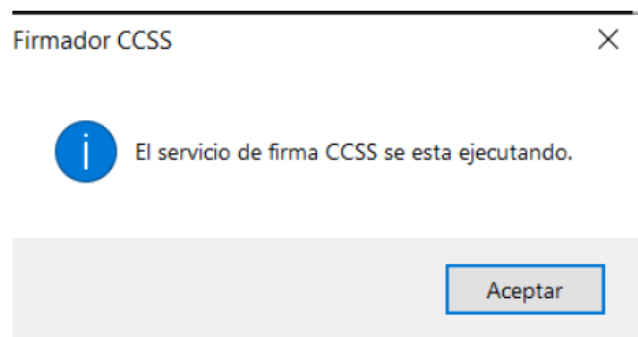 Firmador CCSS
El servicio de firma CCSS se esta ejecutando.
Aceptar